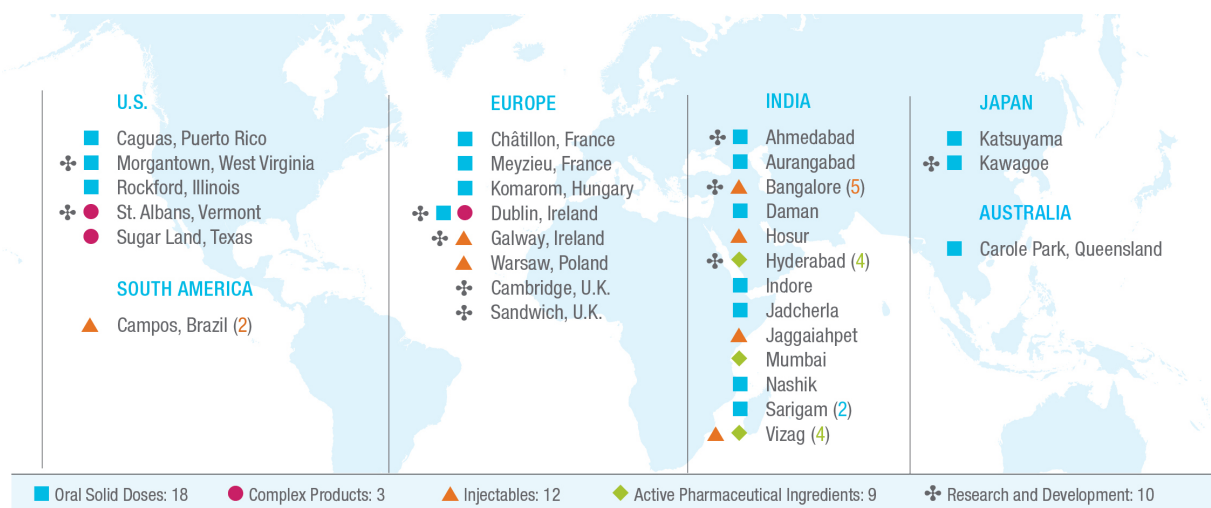 U.S.
Caguas, Puerto Rico
Morgantown, West Virginia
Rockford, Illinois
St. Albans, Vermont
Sugar Land, Texas
SOUTH AMERICA
Campos, Brazil (2)
EUROPE
Châtillon, France
Meyzieu, France
Komarom, Hungary
Dublin, Ireland
Galway, Ireland
Warsaw, Poland
Cambridge, U.K.
Sandwich, U.K.
INDIA
Ahmedabad
Aurangabad
Bangalore (5)
Daman
Hosur
Hyderabad (4)
Indore
Jadcherla
Jaggaiahpet
Mumbai
Nashik
Sarigam (2)
Vizag (4)
JAPAN
Katsuyama
Kawagoe
AUSTRALIA
Carole Park, Queensland
Oral Solid Doses: 18 Complex Products: 3 Injectables: 12 Active Pharmaceutical Ingredients: 9 Research and Development: 10